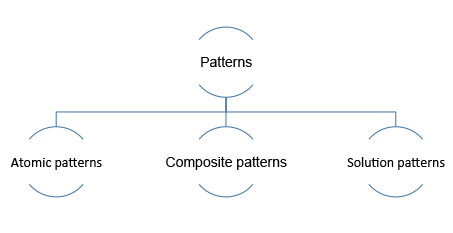 Patterns
Atomic patterns
Composite patterns
Solution patterns